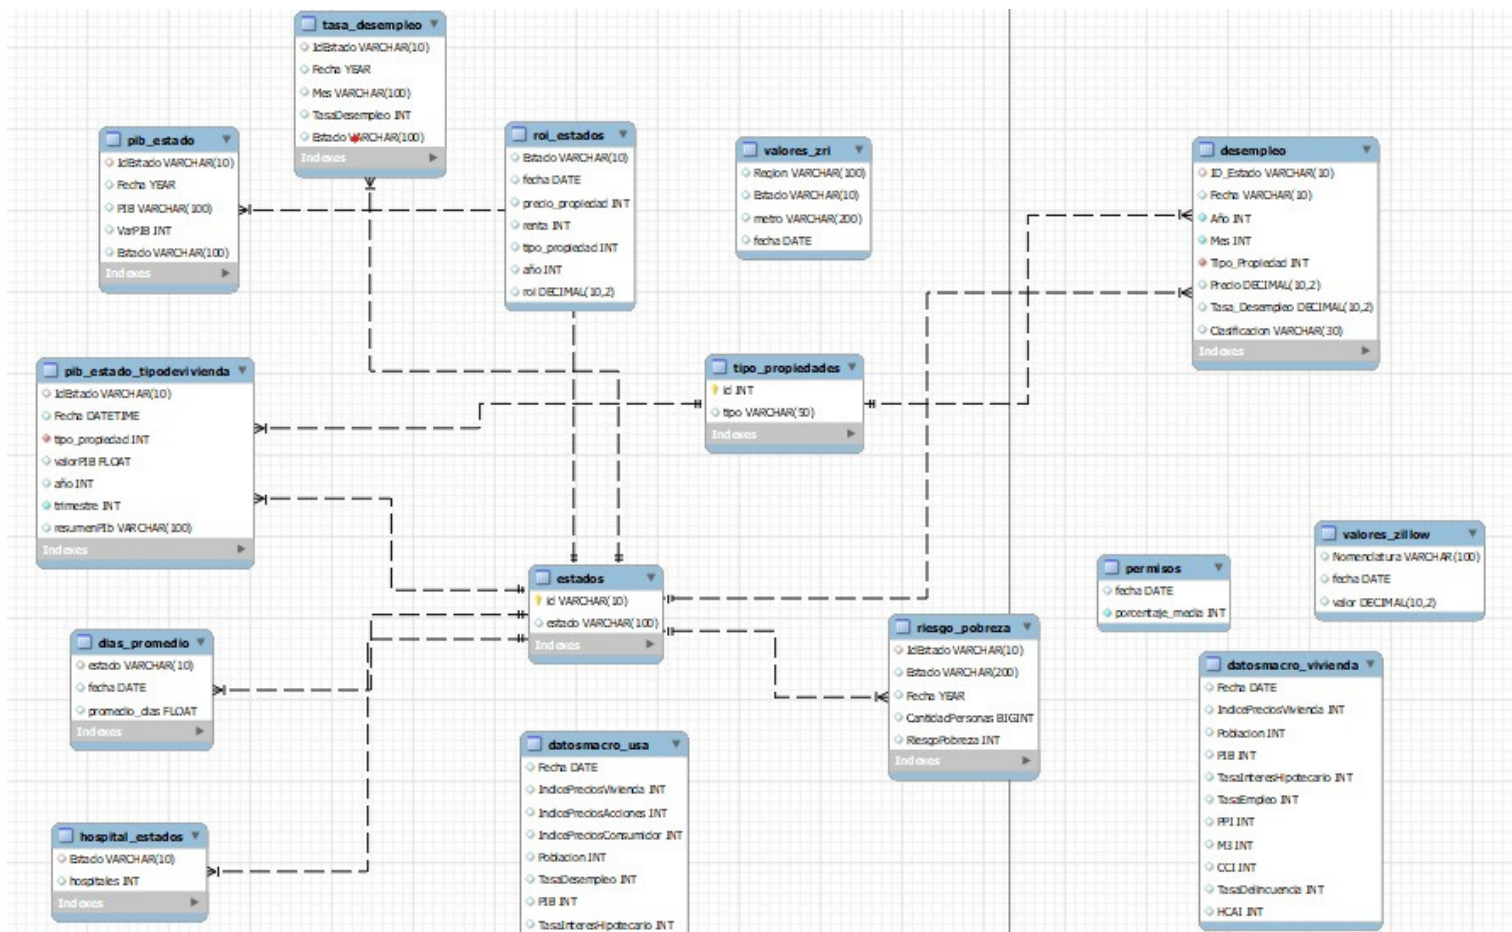 tasa_desempleo
IdEstado VARCHAR(10)
Fecha YEAR
Mes VARCHAR(100)
TasaDesempleo INT
Estado VARCHAR(100)
Indexes
pib_estado
IdEstado VARCHAR(10)
Fecha YEAR
PIB VARCHAR(100)
VarPIB INT
Estado VARCHAR(100)
Indexes
roi_estados
Estado VARCHAR(10)
fecha DATE
precio_propiedad INT
renta INT
tipo_propiedad INT
año INT
roi DECIMAL(10,2)
valores_zri
Region VARCHAR(100)
Estado VARCHAR(10)
metro VARCHAR(200)
fecha DATE
desempleo
ID_Estado VARCHAR(10)
Fecha VARCHAR(10)
Año INT
Mes INT
Tipo_Propiedad INT
Precio DECIMAL(10,2)
Tasa_Desempleo DECIMAL(10,2)
Clasificacion VARCHAR(30)
Indexes
pib_estado_tipodevivienda
IdEstado VARCHAR(10)
Fecha DATETIME
tipo_propiedad INT
valorPIB FLOAT
año INT
trimestre INT
resumenPIb VARCHAR(100)
Indexes
tipo_propiedades
id INT
tipo VARCHAR(50)
Indexes
estados
id VARCHAR(10)
estado VARCHAR(100)
Indexes
permisos
fecha DATE
porcentaje_media INT
valores_zillow
Nomenclatura VARCHAR(100)
fecha DATE
valor DECIMAL(10,2)
dias_promedio
estado VARCHAR(10)
fecha DATE
promedio_dias FLOAT
Indexes
riesgo_pobreza
IdEstado VARCHAR(10)
Estado VARCHAR(200)
Fecha YEAR
CantidadPersonas BIGINT
RiesgoPobreza INT
Indexes
datosmacro_vivienda
Fecha DATE
IndicePreciosVivienda INT
Poblacion INT
PIB INT
TasaInteresHipotecario INT
TasaEmpleo INT
PPI INT
M3 INT
CCI INT
TasaDelincuencia INT
HCAI INT
datosmacro_usa
Fecha DATE
IndicePreciosVivienda INT
IndicePreciosAcciones INT
IndicePreciosConsumidor INT
Poblacion INT
TasaDesempleo INT
PIB INT
TasaInteresHipotecario INT
hospital_estados
Estado VARCHAR(10)
hospitales INT
Indexes